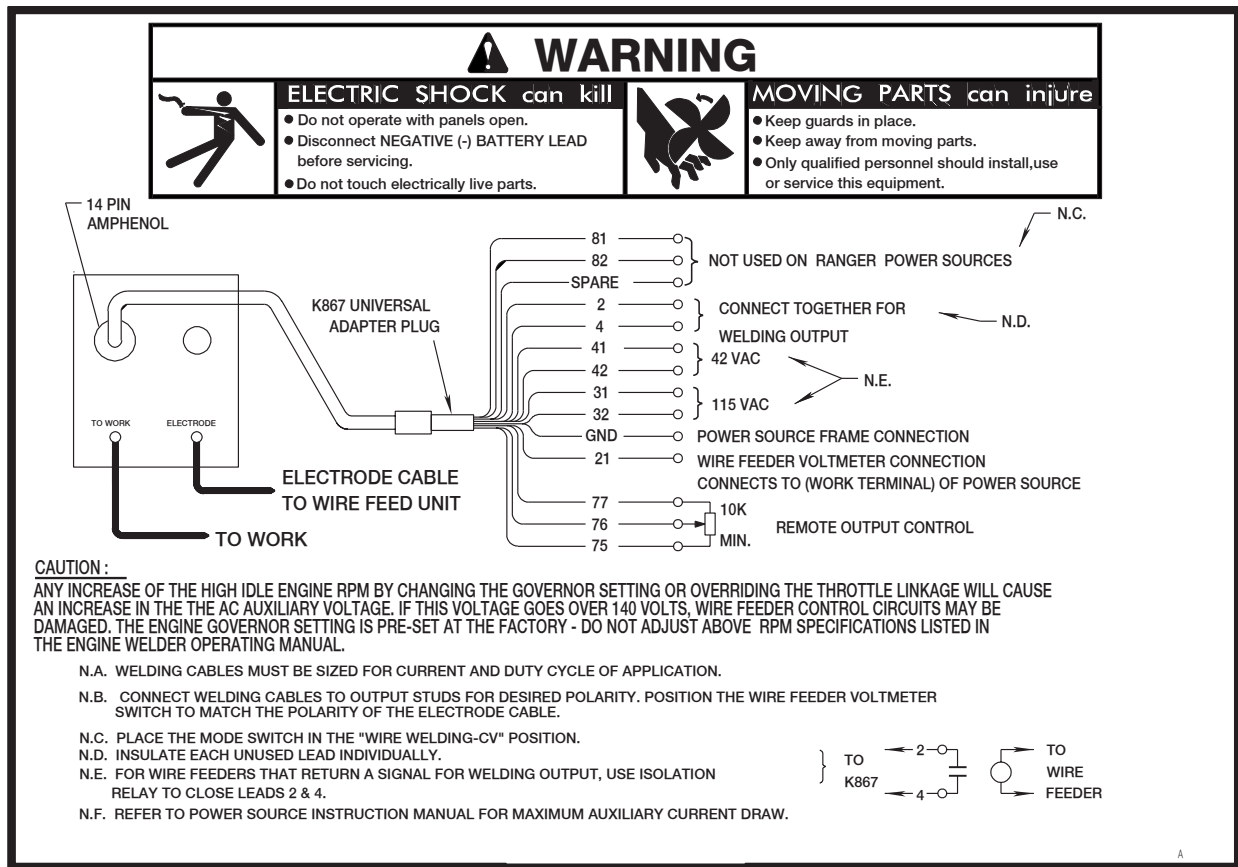 WARNING
ELECTRIC SHOCK can kill
● Do not operate with panels open.
● Disconnect NEGATIVE (-) BATTERY LEAD
before servicing.
● Do not touch electrically live parts.
MOVING PARTS can injure
● Keep guards in place.
● Keep away from moving parts.
● Only qualified personnel should install,use
or service this equipment.
14 PIN
AMPHENOL
TO WORK
ELECTRODE
ELECTRODE CABLE
TO WIRE FEED UNIT
TO WORK
K867 UNIVERSAL
ADAPTER PLUG
81
82
SPARE
2
4
41
42
31
32
GND
21
77
76
75
N.C.
NOT USED ON RANGER POWER SOURCES
CONNECT TOGETHER FOR
WELDING OUTPUT
N.D.
42 VAC
N.E.
115 VAC
POWER SOURCE FRAME CONNECTION
WIRE FEEDER VOLTMETER CONNECTION
CONNECTS TO (WORK TERMINAL) OF POWER SOURCE
10K
MIN.
REMOTE OUTPUT CONTROL
CAUTION :
ANY INCREASE OF THE HIGH IDLE ENGINE RPM BY CHANGING THE GOVERNOR SETTING OR OVERRIDING THE THROTTLE LINKAGE WILL CAUSE
AN INCREASE IN THE THE AC AUXILIARY VOLTAGE. IF THIS VOLTAGE GOES OVER 140 VOLTS, WIRE FEEDER CONTROL CIRCUITS MAY BE
DAMAGED. THE ENGINE GOVERNOR SETTING IS PRE-SET AT THE FACTORY - DO NOT ADJUST ABOVE RPM SPECIFICATIONS LISTED IN
THE ENGINE WELDER OPERATING MANUAL.
N.A. WELDING CABLES MUST BE SIZED FOR CURRENT AND DUTY CYCLE OF APPLICATION.
N.B. CONNECT WELDING CABLES TO OUTPUT STUDS FOR DESIRED POLARITY. POSITION THE WIRE FEEDER VOLTMETER
SWITCH TO MATCH THE POLARITY OF THE ELECTRODE CABLE.
N.C. PLACE THE MODE SWITCH IN THE "WIRE WELDING-CV" POSITION.
N.D. INSULATE EACH UNUSED LEAD INDIVIDUALLY.
N.E. FOR WIRE FEEDERS THAT RETURN A SIGNAL FOR WELDING OUTPUT, USE ISOLATION
RELAY TO CLOSE LEADS 2 & 4.
N.F. REFER TO POWER SOURCE INSTRUCTION MANUAL FOR MAXIMUM AUXILIARY CURRENT DRAW.
TO
K867
2
4
TO
WIRE
FEEDER
A